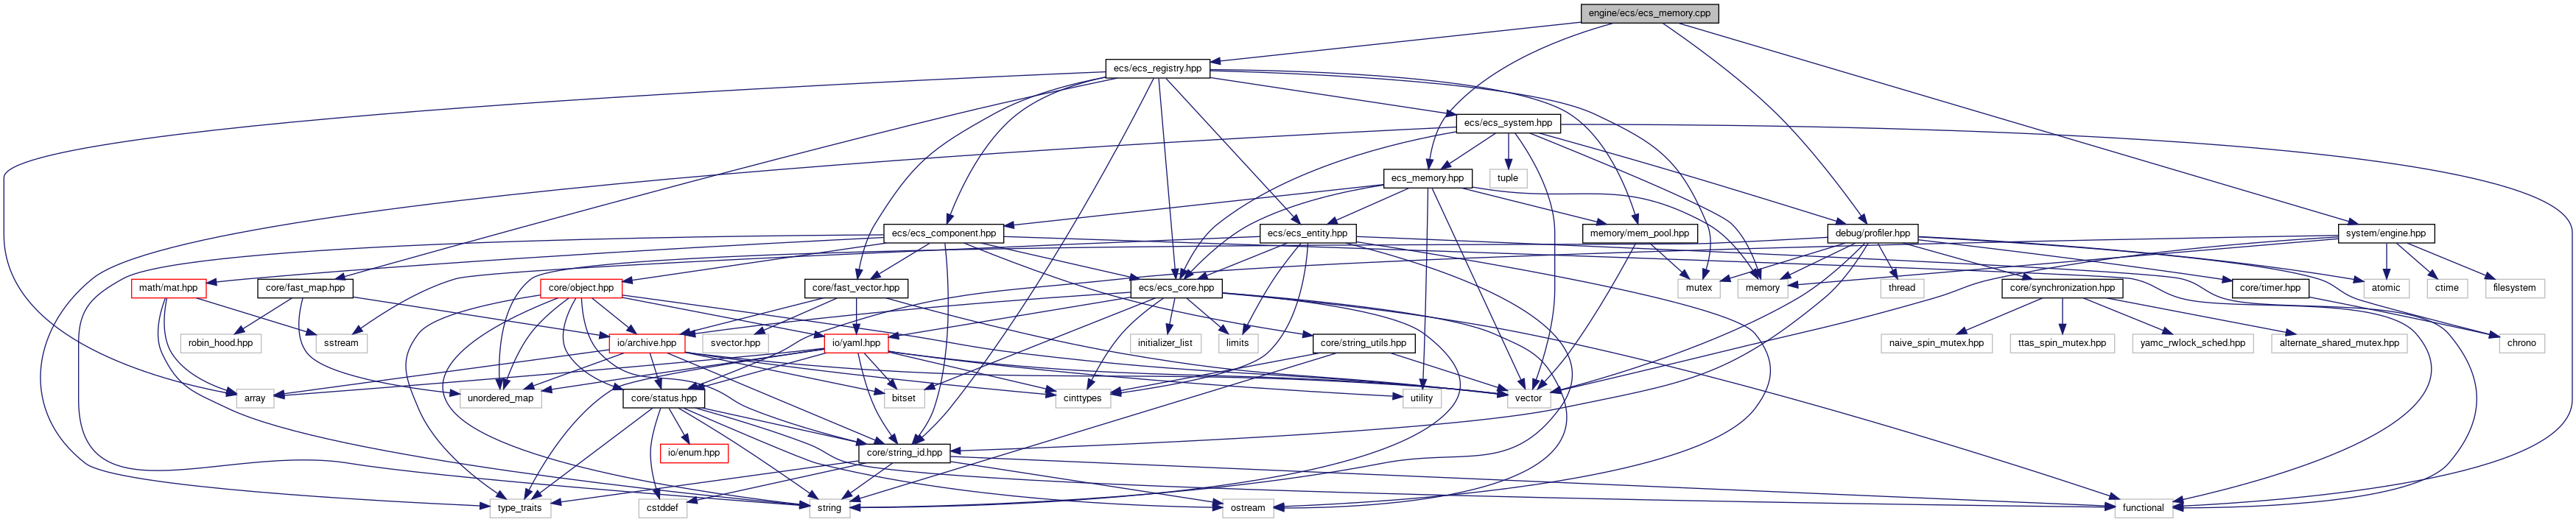 engine/ecs/ecs_memory.cpp
ecs/ecs_registry.hpp
ecs/ecs_system.hpp
ecs_memory.hpp
tuple
ecs/ecs_component.hpp
ecs/ecs_entity.hpp
memory/mem_pool.hpp
debug/profiler.hpp
system/engine.hpp
math/mat.hpp
core/fast_map.hpp
core/object.hpp
core/fast_vector.hpp
ecs/ecs_core.hpp
mutex
memory
thread
core/synchronization.hpp
core/timer.hpp
atomic
ctime
filesystem
robin_hood.hpp
sstream
io/archive.hpp
svector.hpp
io/yaml.hpp
initializer_list
limits
core/string_utils.hpp
naive_spin_mutex.hpp
ttas_spin_mutex.hpp
yamc_rwlock_sched.hpp
alternate_shared_mutex.hpp
chrono
array
unordered_map
core/status.hpp
bitset
cinttypes
utility
vector
io/enum.hpp
core/string_id.hpp
type_traits
cstddef
string
ostream
functional